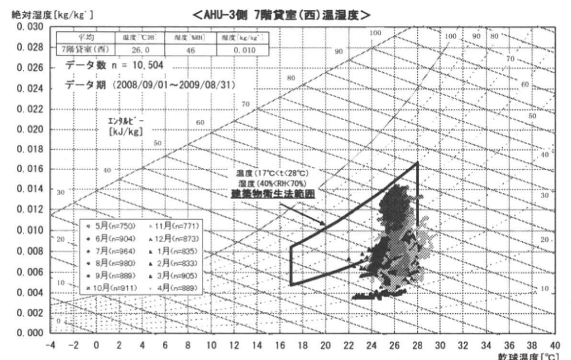 絶対湿度[kg/kg']
＜AHU-3側 7階貸室(西)温湿度＞
平均 温度[℃DB] 湿度[%RH] 湿度[kg/kg']
7階貸室(西) 26.0 46 0.010
データ数 n = 10,504
データ期 (2008/09/01～2009/08/31)
エンタルピー
[kJ/kg]
温度(17℃<t<28℃)
湿度(40%<RH<70%)
建築物衛生法範囲
5月(n=750) 11月(n=771)
6月(n=904) 12月(n=873)
7月(n=964) 1月(n=835)
8月(n=980) 2月(n=833)
9月(n=889) 3月(n=905)
10月(n=911) 4月(n=889)
0.030
0.028
0.026
0.024
0.022
0.020
0.018
0.016
0.014
0.012
0.010
0.008
0.006
0.004
0.002
0.000
-4 -2 0 2 4 6 8 10 12 14 16 18 20 22 24 26 28 30 32 34 36 38 40
乾球温度[℃]